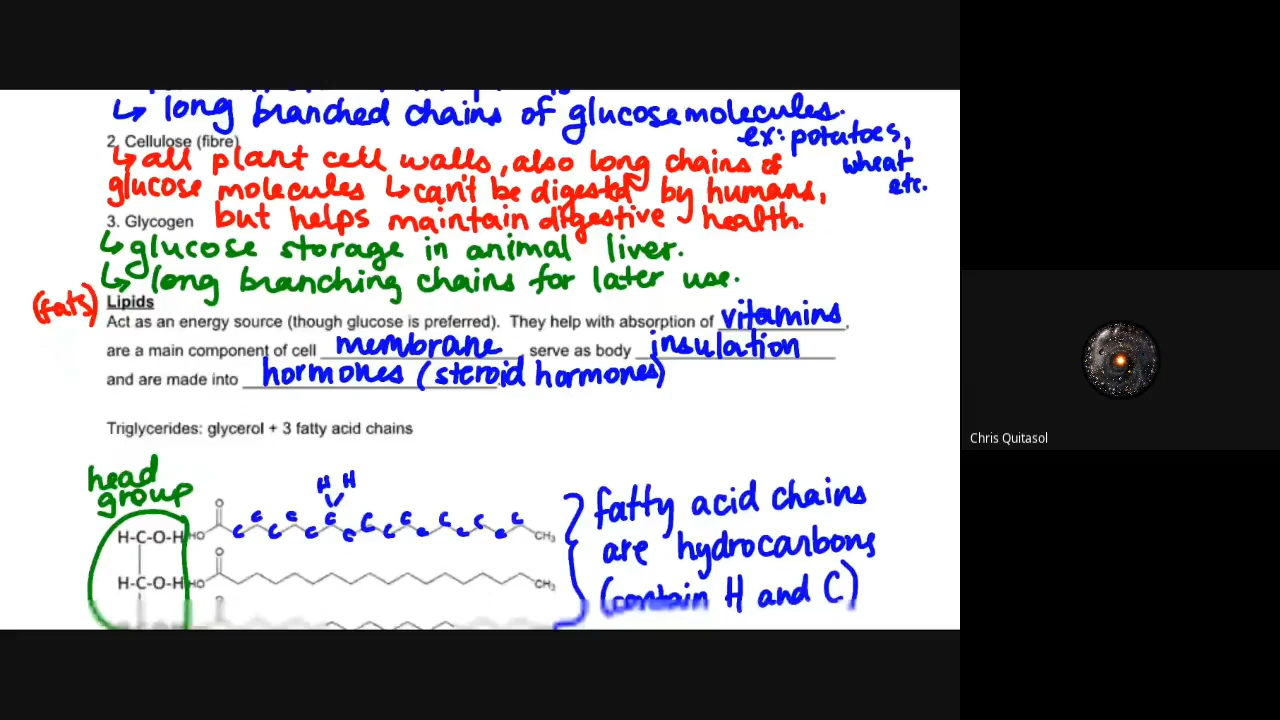 ↳ long branched chains of glucose molecules.
2. Cellulose (fibre)
ex: potatoes,
wheat
etc.
↳ all plant cell walls, also long chains of
glucose molecules ↳ can't be digested by humans,
but helps maintain digestive health.
3. Glycogen
↳ glucose storage in animal liver.
↳ long branching chains for later use.
(fats)
Lipids
Act as an energy source (though glucose is preferred). They help with absorption of vitamins,
are a main component of cell membrane serve as body insulation
and are made into hormones (steroid hormones)
Triglycerides: glycerol + 3 fatty acid chains
head
group
H H
C C C C C C C C C C C C C C C C
O
H-C-O-H HO CH₃
O
H-C-O-H HO CH₃
O
fatty acid chains
are hydrocarbons
(contain H and C)
Chris Quitasol